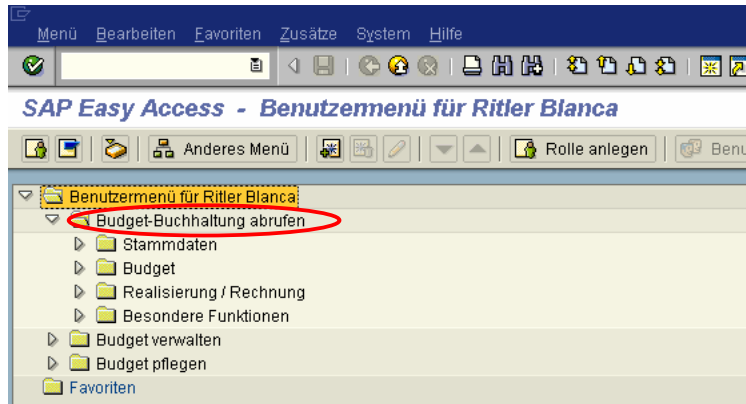 Menü Bearbeiten Favoriten Zusätze System Hilfe
SAP Easy Access - Benutzermenü für Ritler Blanca
Anderes Menü Rolle anlegen Benu
Benutzermenü für Ritler Blanca
Budget-Buchhaltung abrufen
Stammdaten
Budget
Realisierung / Rechnung
Besondere Funktionen
Budget verwalten
Budget pflegen
Favoriten